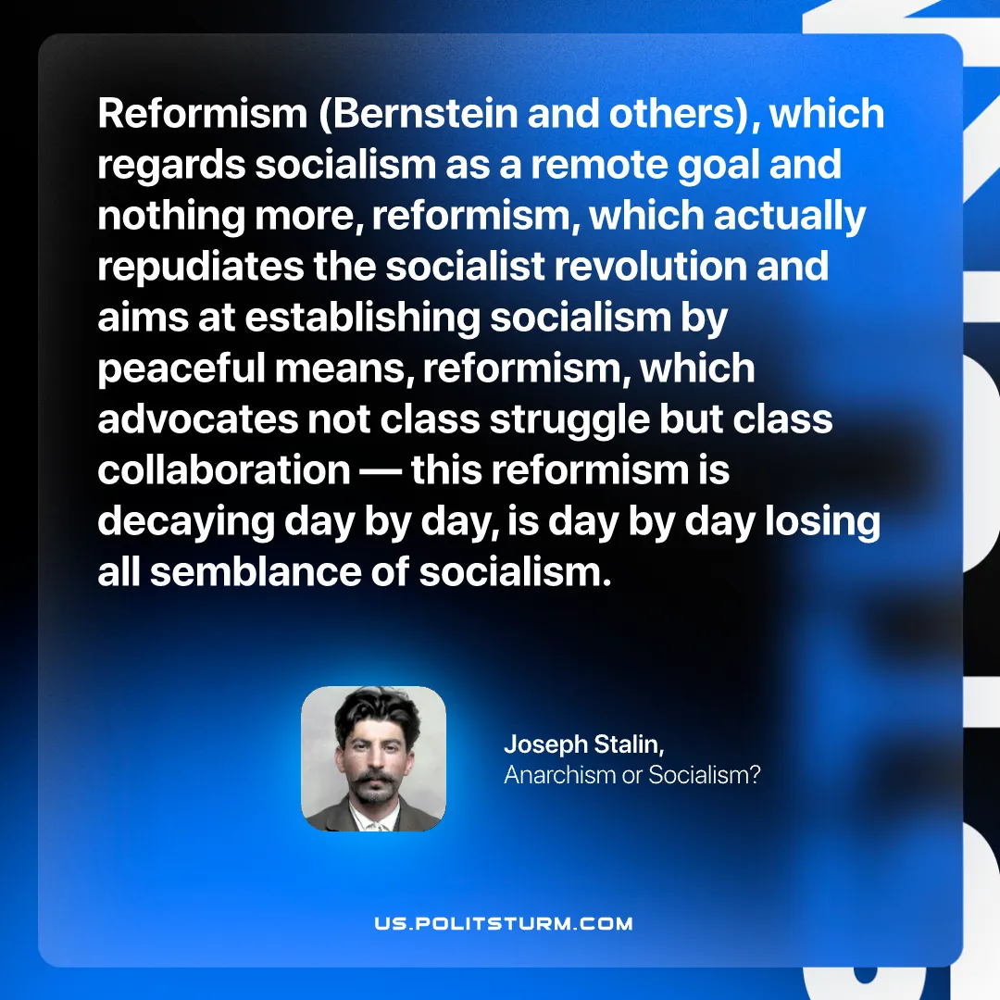 Reformism (Bernstein and others), which
regards socialism as a remote goal and
nothing more, reformism, which actually
repudiates the socialist revolution and
aims at establishing socialism by
peaceful means, reformism, which
advocates not class struggle but class
collaboration — this reformism is
decaying day by day, is day by day losing
all semblance of socialism.
Joseph Stalin,
Anarchism or Socialism?
US.POLITSTURM.COM